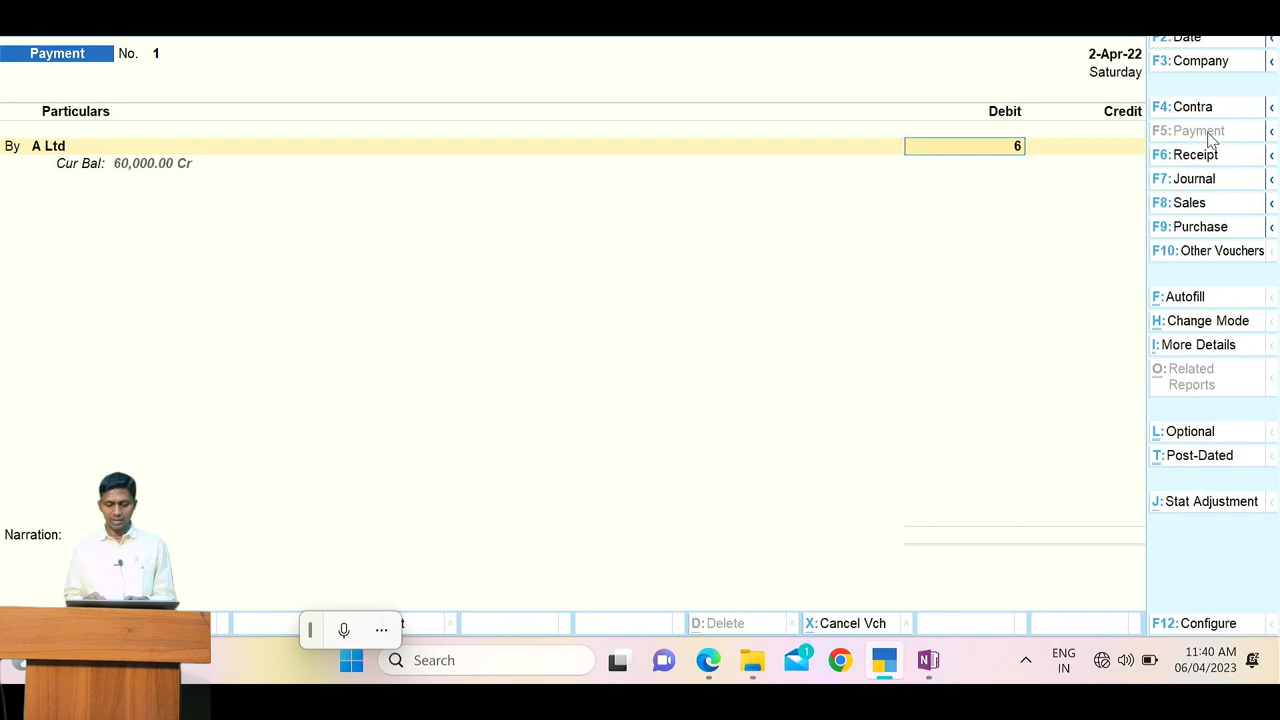 Payment No. 1
2-Apr-22
Saturday
Particulars Debit Credit
By A Ltd 6
Cur Bal: 60,000.00 Cr
Narration:
F2: Date
F3: Company
F4: Contra
F5: Payment
F6: Receipt
F7: Journal
F8: Sales
F9: Purchase
F10: Other Vouchers
F: Autofill
H: Change Mode
I: More Details
O: Related
Reports
L: Optional
T: Post-Dated
J: Stat Adjustment
D: Delete X: Cancel Vch F12: Configure
Search
1
ENG
IN
11:40 AM
06/04/2023